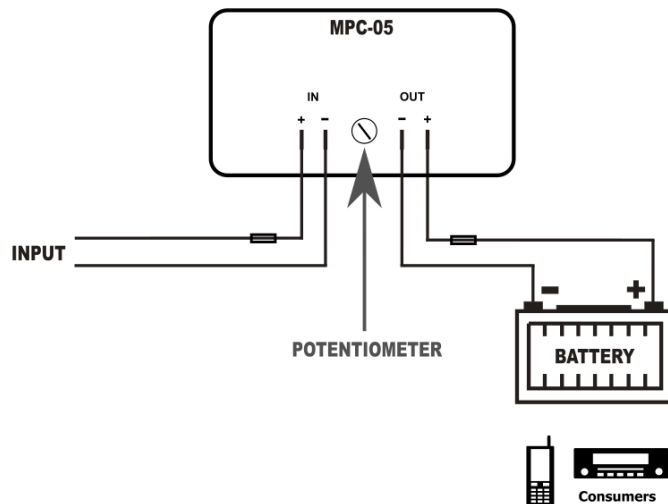 MPC-05
IN OUT
+ - - +
INPUT
- +
POTENTIOMETER
BATTERY
Consumers